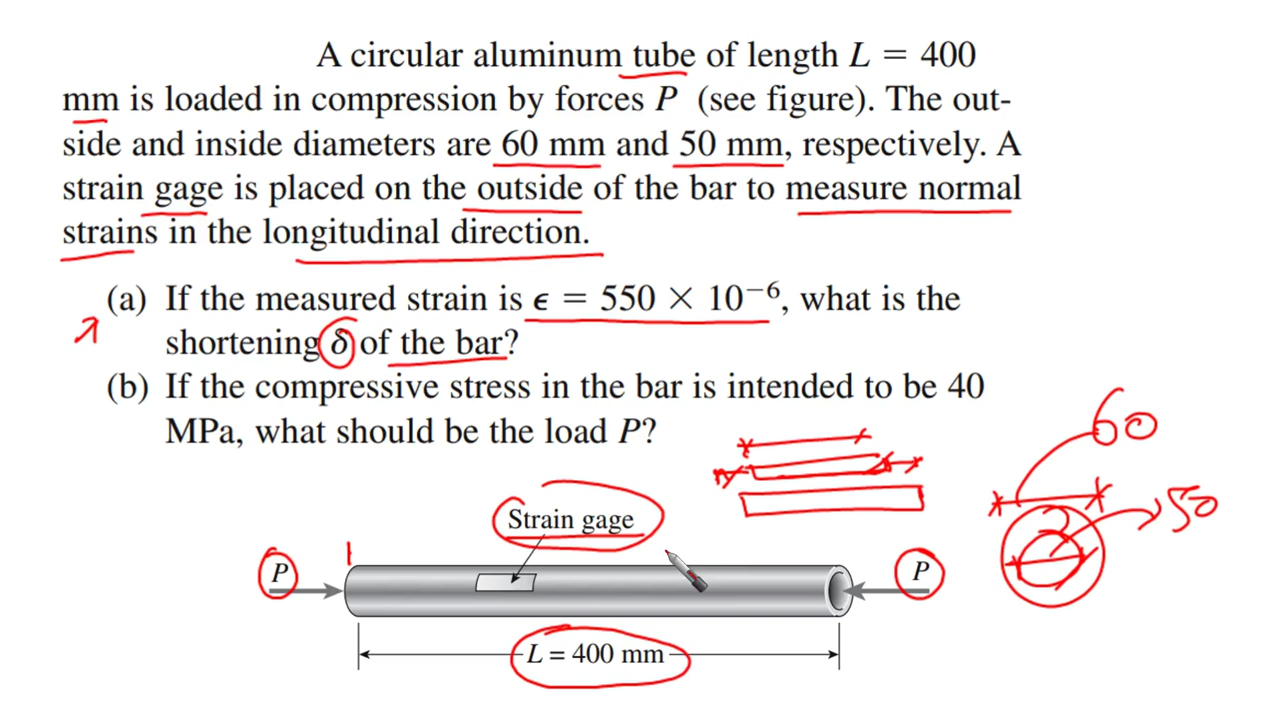 A circular aluminum tube of length L = 400
mm is loaded in compression by forces P (see figure). The out-
side and inside diameters are 60 mm and 50 mm, respectively. A
strain gage is placed on the outside of the bar to measure normal
strains in the longitudinal direction.
(a) If the measured strain is ϵ = 550 × 10⁻⁶, what is the
shortening δ of the bar?
(b) If the compressive stress in the bar is intended to be 40
MPa, what should be the load P?
60
50
Strain gage
P
P
L = 400 mm